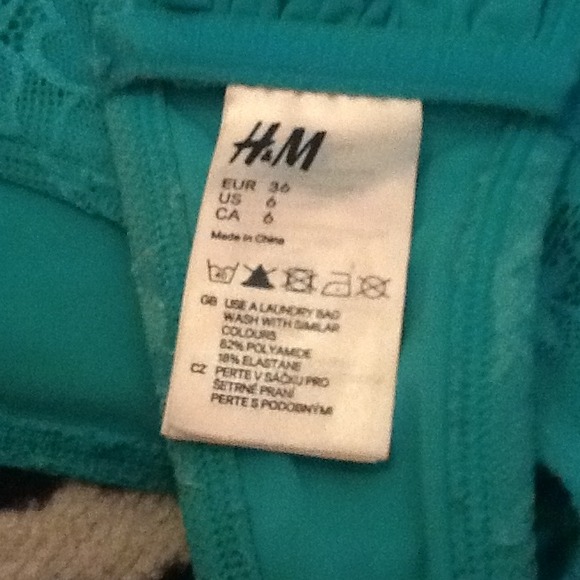 H&M
EUR 36
US 6
CA 6
Made in China
40
GB USE A LAUNDRY BAG
WASH WITH SIMILAR
COLOURS
82% POLYAMIDE
18% ELASTANE
CZ PERTE V SÁČKU PRO
ŠETRNÉ PRANÍ
PERTE S PODOBNÝMI